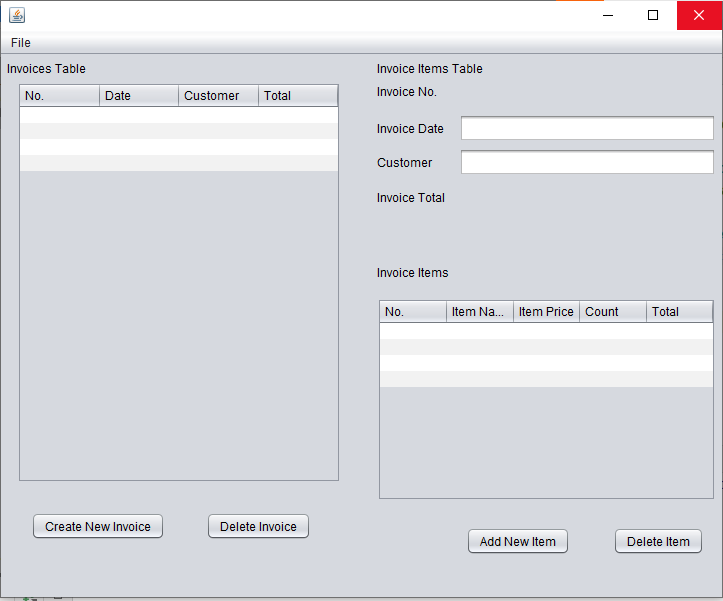 File
Invoices Table
No. Date Customer Total
Create New Invoice Delete Invoice
Invoice Items Table
Invoice No.
Invoice Date
Customer
Invoice Total
Invoice Items
No. Item Na... Item Price Count Total
Add New Item Delete Item